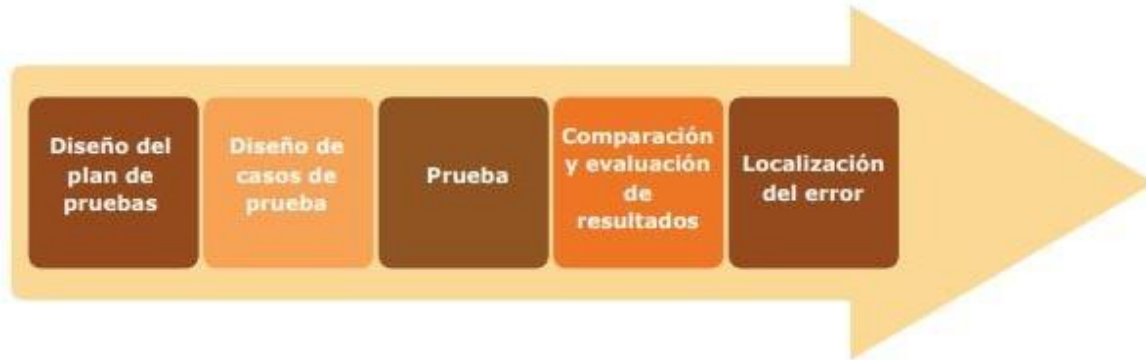 Diseño del
plan de
pruebas
Diseño de
casos de
prueba
Prueba
Comparación
y evaluación
de
resultados
Localización
del error